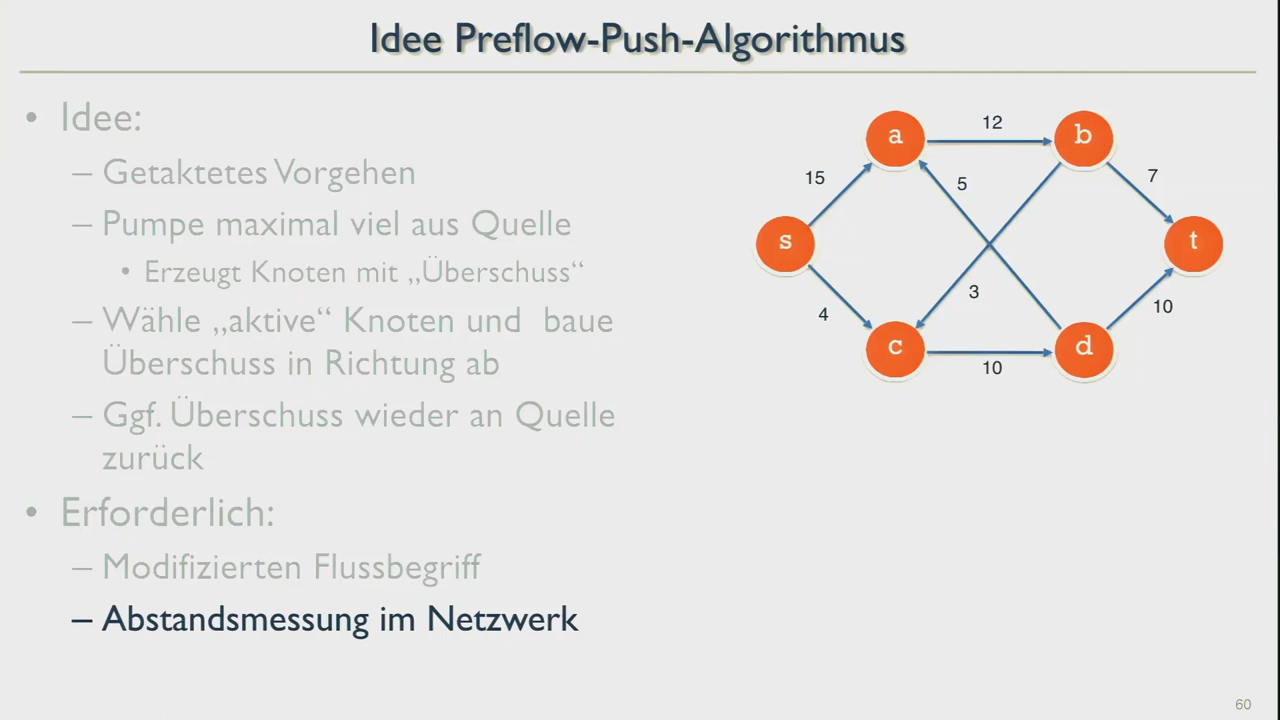 Idee Preflow-Push-Algorithmus
• Idee:
– Getaktetes Vorgehen
– Pumpe maximal viel aus Quelle
• Erzeugt Knoten mit „Überschuss“
– Wähle „aktive“ Knoten und baue
Überschuss in Richtung ab
– Ggf. Überschuss wieder an Quelle
zurück
• Erforderlich:
– Modifizierten Flussbegriff
– Abstandsmessung im Netzwerk
12
a
b
15
5
7
s
t
4
3
10
c
d
10
60